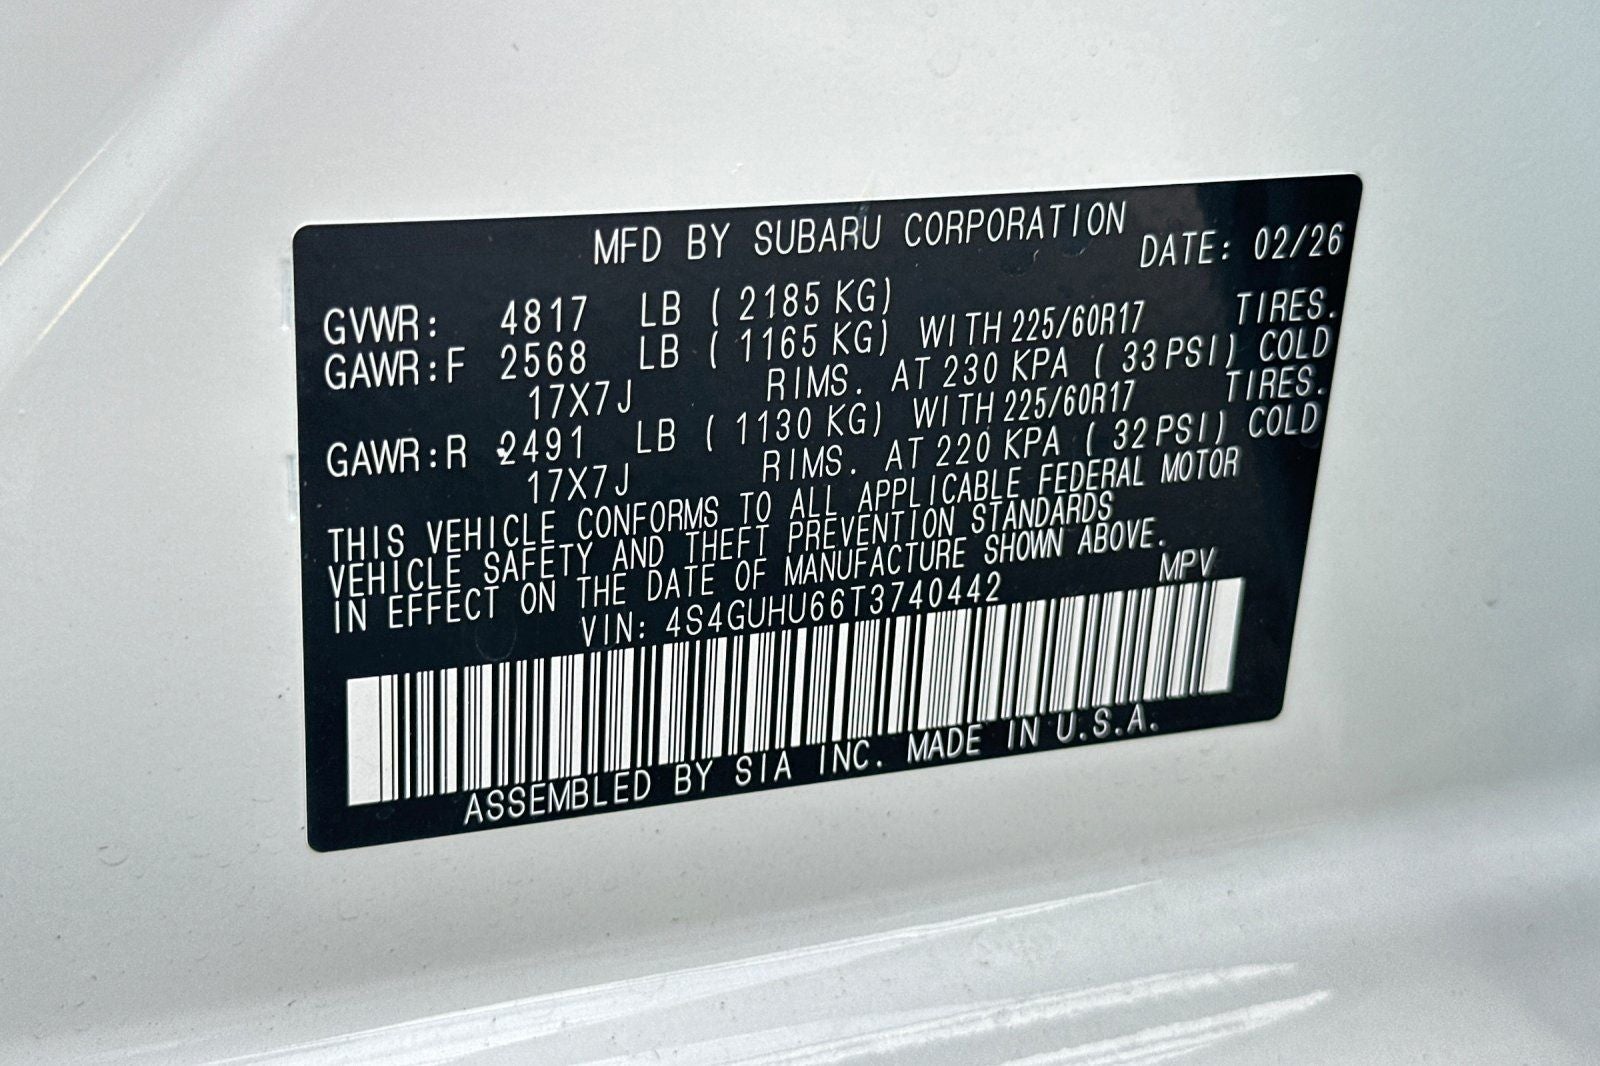 MFD BY SUBARU CORPORATION DATE: 02/26
GVWR: 4817 LB ( 2185 KG)
GAWR:F 2568 LB ( 1165 KG) WITH 225/60R17 TIRES.
17X7J RIMS. AT 230 KPA ( 33 PSI) COLD
GAWR:R 2491 LB ( 1130 KG) WITH 225/60R17 TIRES.
17X7J RIMS. AT 220 KPA ( 32 PSI) COLD
THIS VEHICLE CONFORMS TO ALL APPLICABLE FEDERAL MOTOR
VEHICLE SAFETY AND THEFT PREVENTION STANDARDS
IN EFFECT ON THE DATE OF MANUFACTURE SHOWN ABOVE.
VIN: 4S4GUHU66T3740442 MPV
ASSEMBLED BY SIA INC. MADE IN U.S.A.